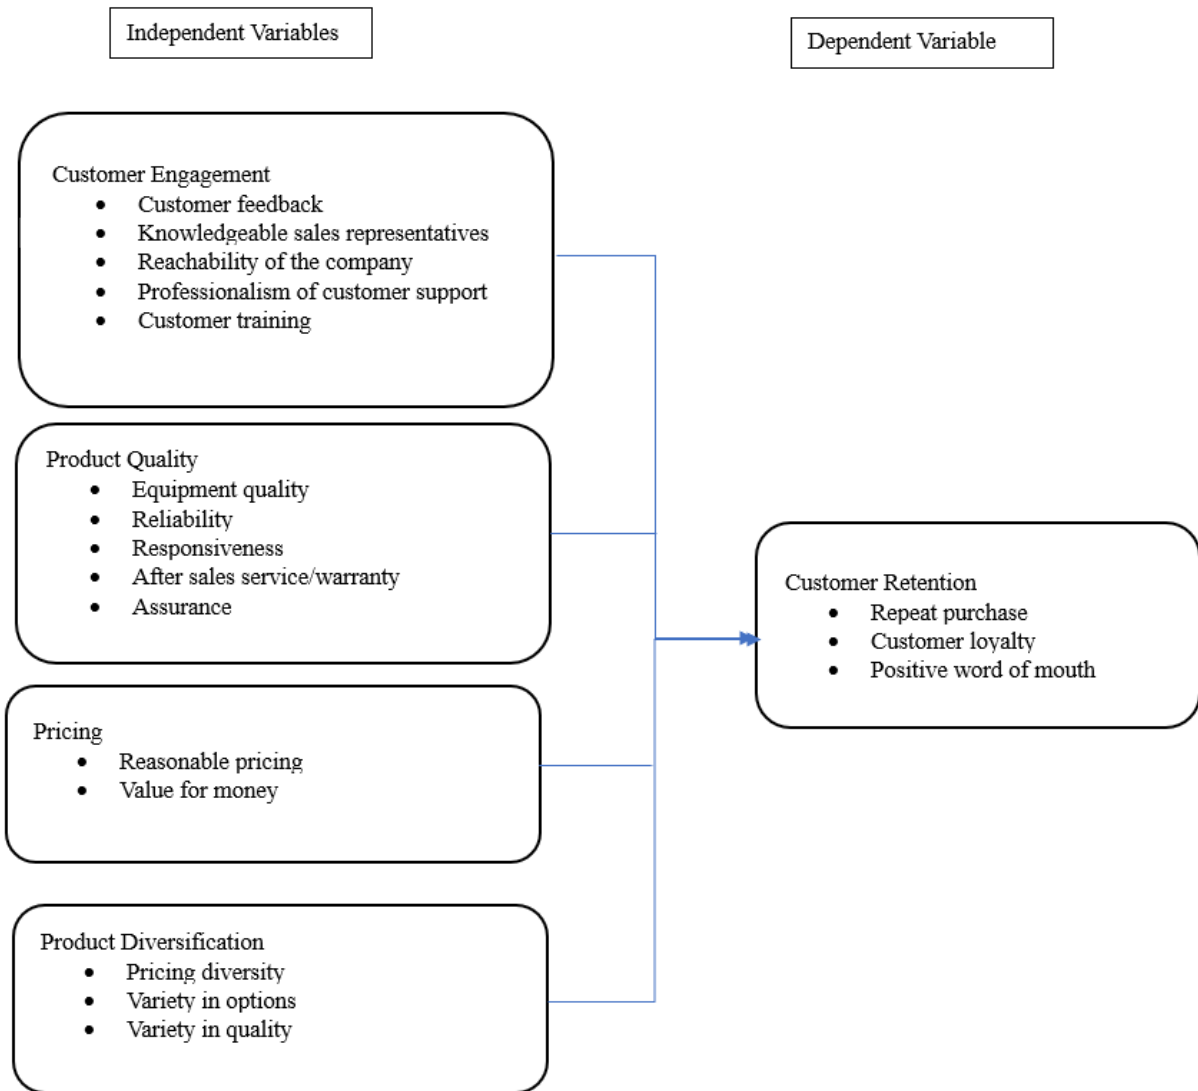 Independent Variables
Dependent Variable
Customer Engagement
• Customer feedback
• Knowledgeable sales representatives
• Reachability of the company
• Professionalism of customer support
• Customer training
Product Quality
• Equipment quality
• Reliability
• Responsiveness
• After sales service/warranty
• Assurance
Customer Retention
• Repeat purchase
• Customer loyalty
• Positive word of mouth
Pricing
• Reasonable pricing
• Value for money
Product Diversification
• Pricing diversity
• Variety in options
• Variety in quality